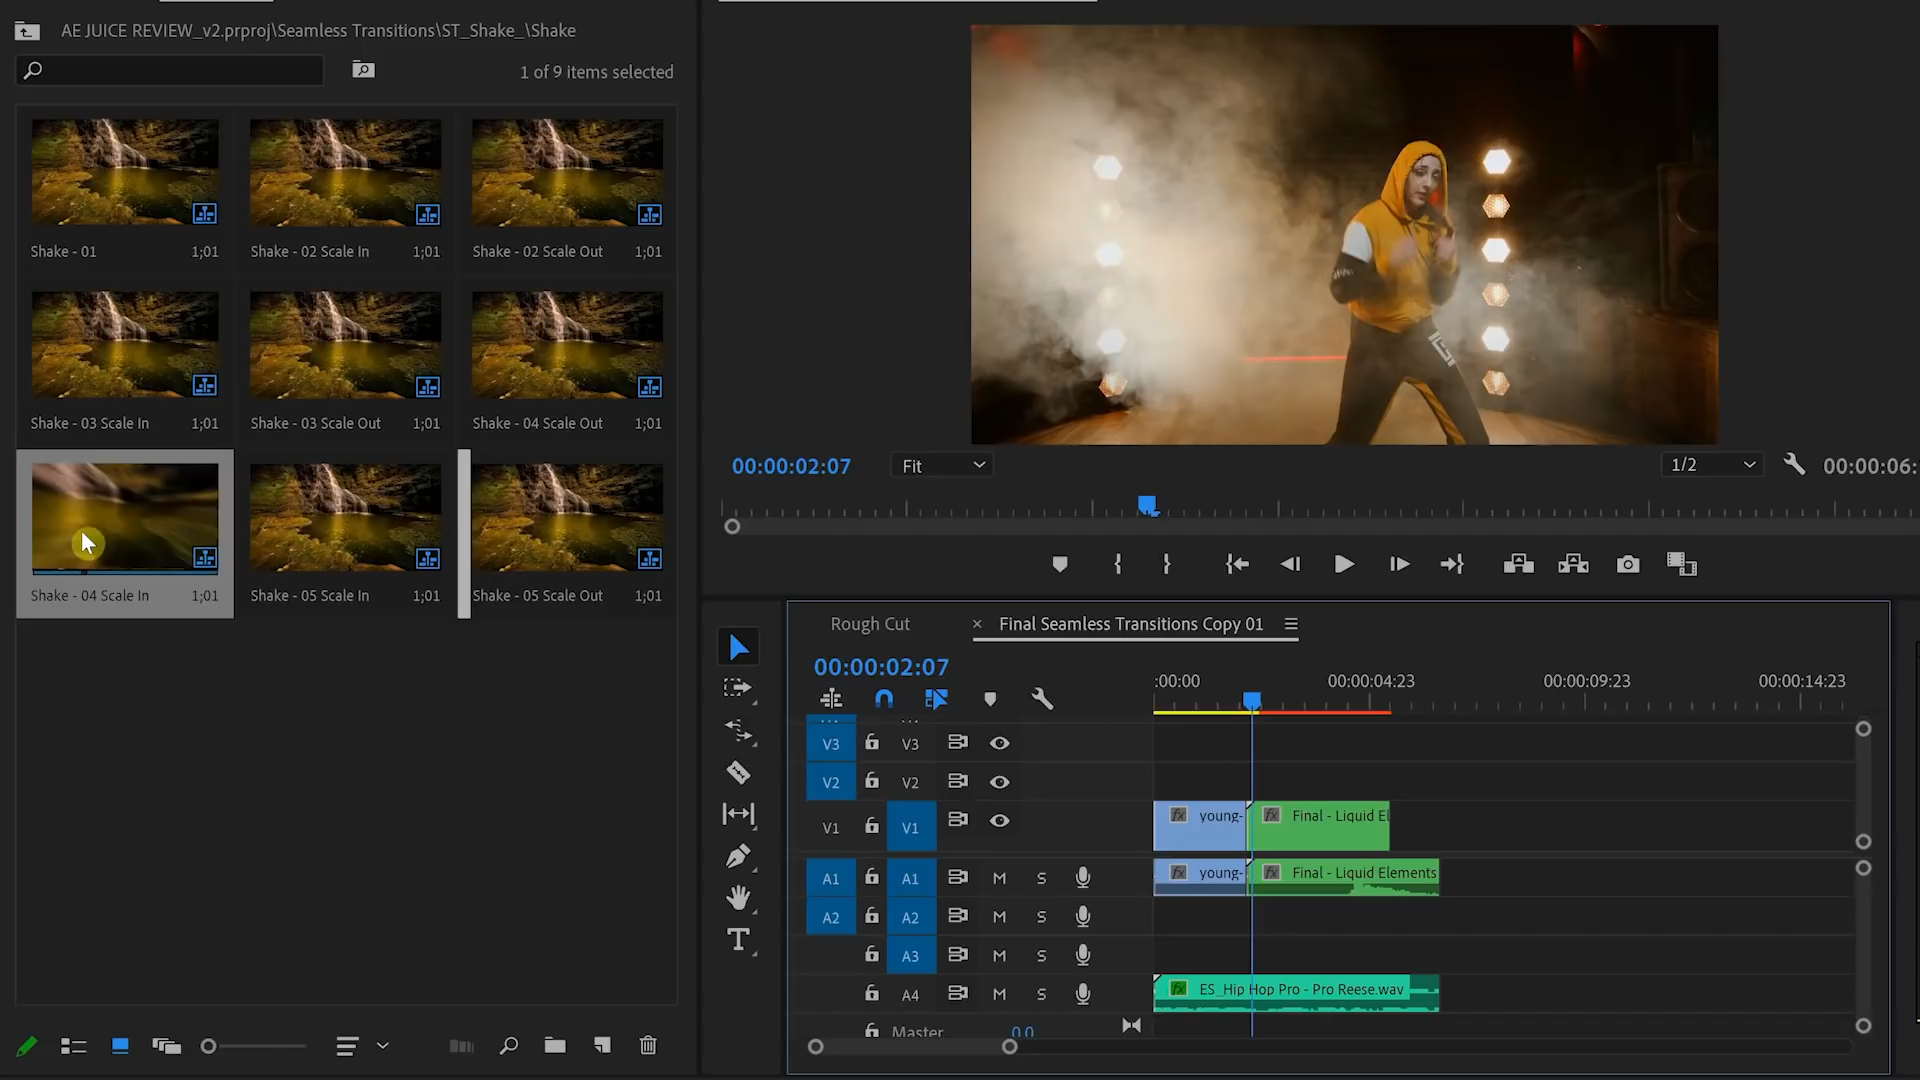 AE JUICE REVIEW_v2.prproj\Seamless Transitions\ST_Shake_\Shake
1 of 9 items selected
Shake - 01 1;01
Shake - 02 Scale In 1;01
Shake - 02 Scale Out 1;01
Shake - 03 Scale In 1;01
Shake - 03 Scale Out 1;01
Shake - 04 Scale Out 1;01
Shake - 04 Scale In 1;01
Shake - 05 Scale In 1;01
Shake - 05 Scale Out 1;01
00:00:02:07 Fit 1/2 00:00:06:
Rough Cut × Final Seamless Transitions Copy 01
00:00:02:07
:00:00 00:00:04:23 00:00:09:23 00:00:14:23
V3 V3
V2 V2
V1 V1 fx young- fx Final - Liquid El
A1 A1 M S fx young- fx Final - Liquid Elements
A2 A2 M S
A3 M S
A4 M S fx ES_Hip Hop Pro - Pro Reese.wav
Master 0.0